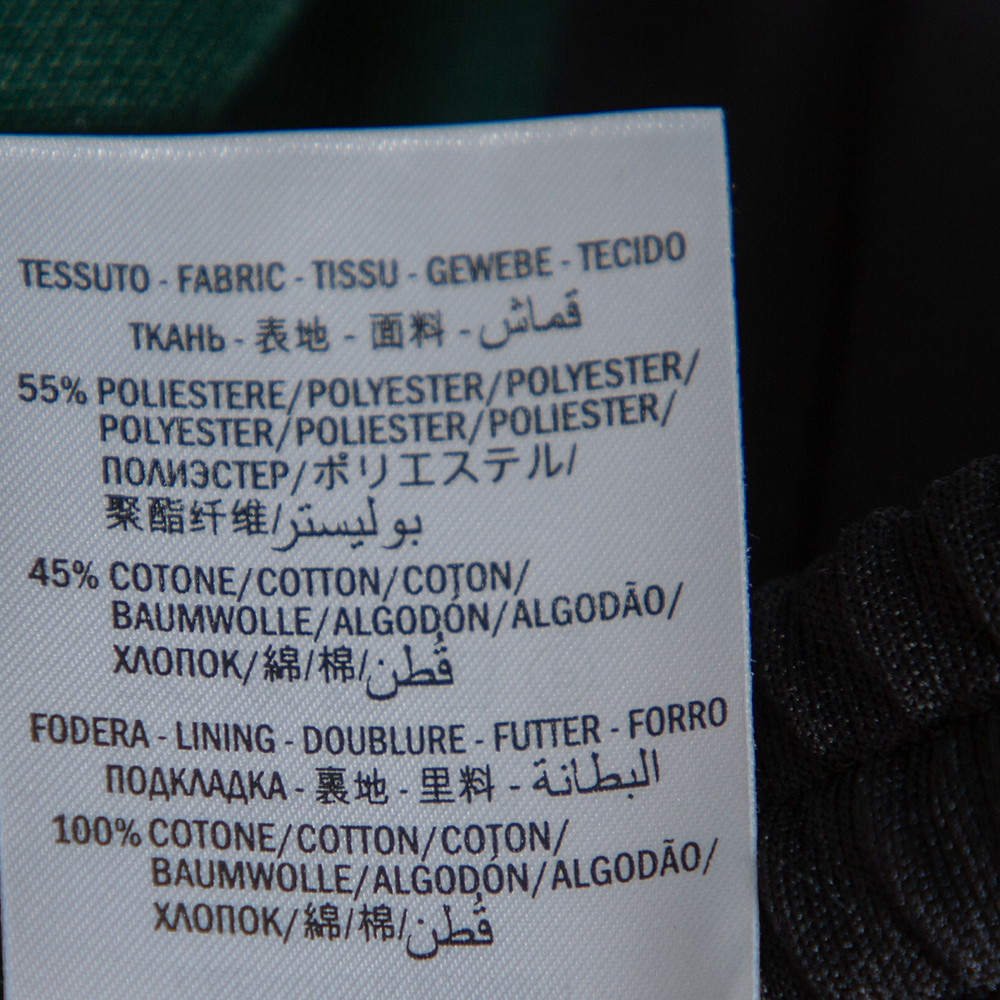 TESSUTO - FABRIC - TISSU - GEWEBE - TECIDO
ТКАНЬ - 表地 - 面料 - قماش
55% POLIESTERE/POLYESTER/POLYESTER/
POLYESTER/POLIESTER/POLIESTER/
ПОЛИЭСТЕР/ポリエステル/
聚酯纤维/بوليستر
45% COTONE/COTTON/COTON/
BAUMWOLLE/ALGODÓN/ALGODÃO/
ХЛОПОК/綿/棉/قُطن
FODERA - LINING - DOUBLURE - FUTTER - FORRO
ПОДКЛАДКА - 裏地 - 里料 - البطانة
100% COTONE/COTTON/COTON/
BAUMWOLLE/ALGODÓN/ALGODÃO/
ХЛОПОК/綿/棉/قُطن